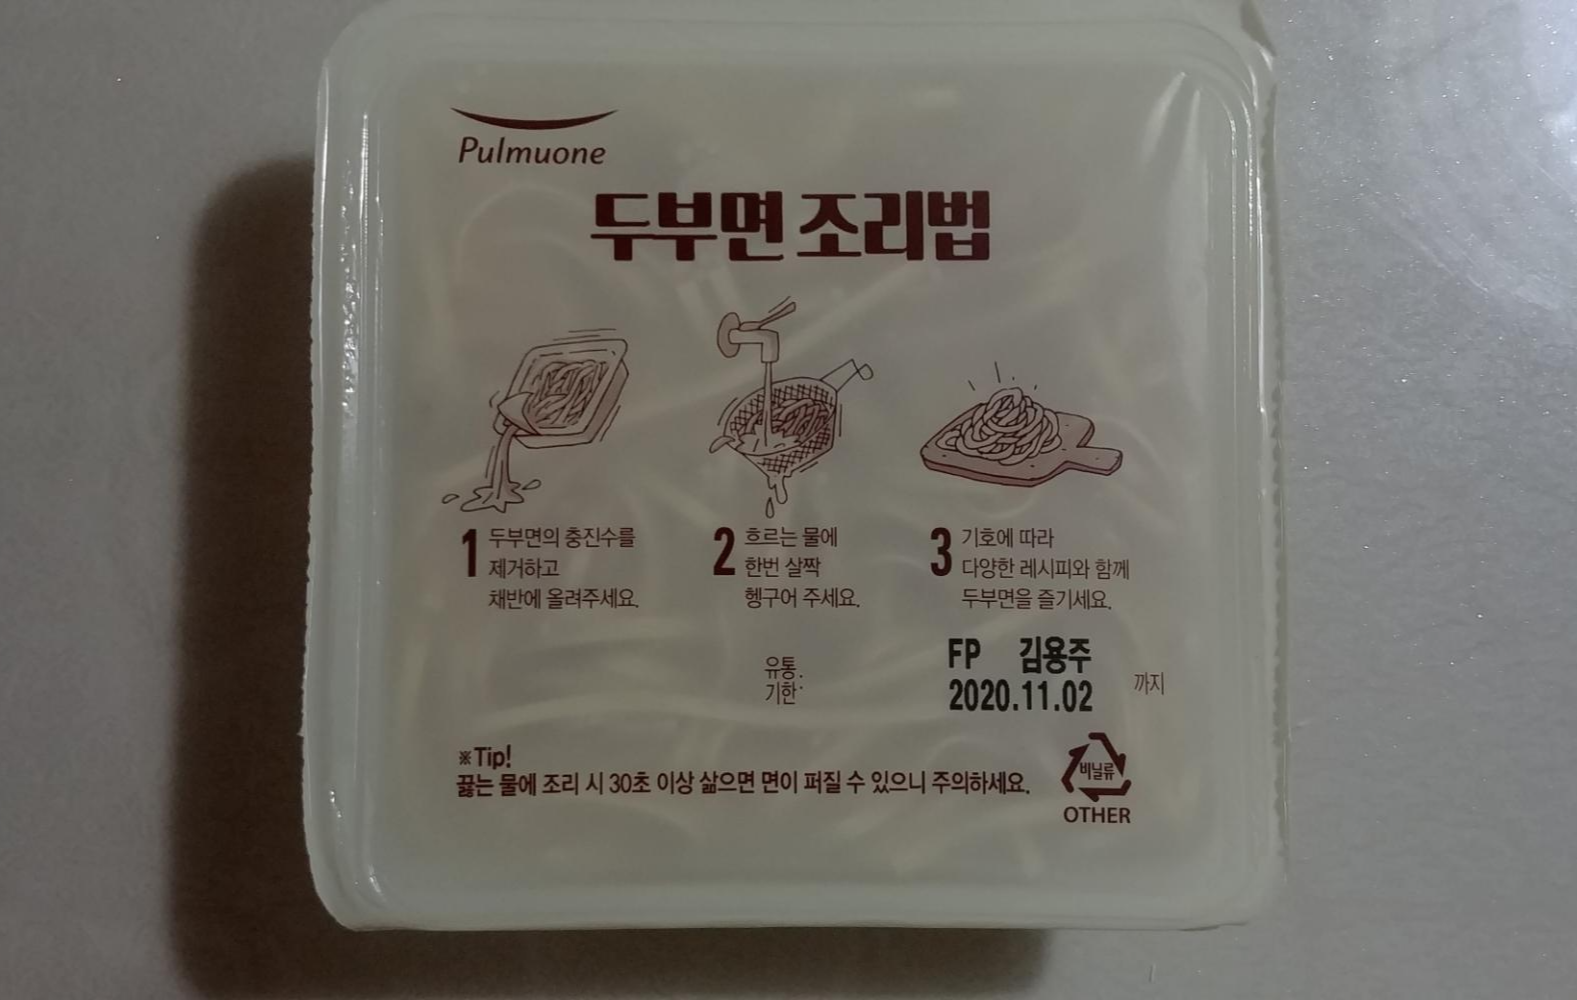 Pulmuone
두부면 조리법
1 두부면의 충진수를
제거하고
채반에 올려주세요.
2 흐르는 물에
한번 살짝
헹구어 주세요.
3 기호에 따라
다양한 레시피와 함께
두부면을 즐기세요.
유통.
기한:
FP 김용주
2020.11.02
까지
※Tip!
끓는 물에 조리 시 30초 이상 삶으면 면이 퍼질 수 있으니 주의하세요.
비닐류
OTHER